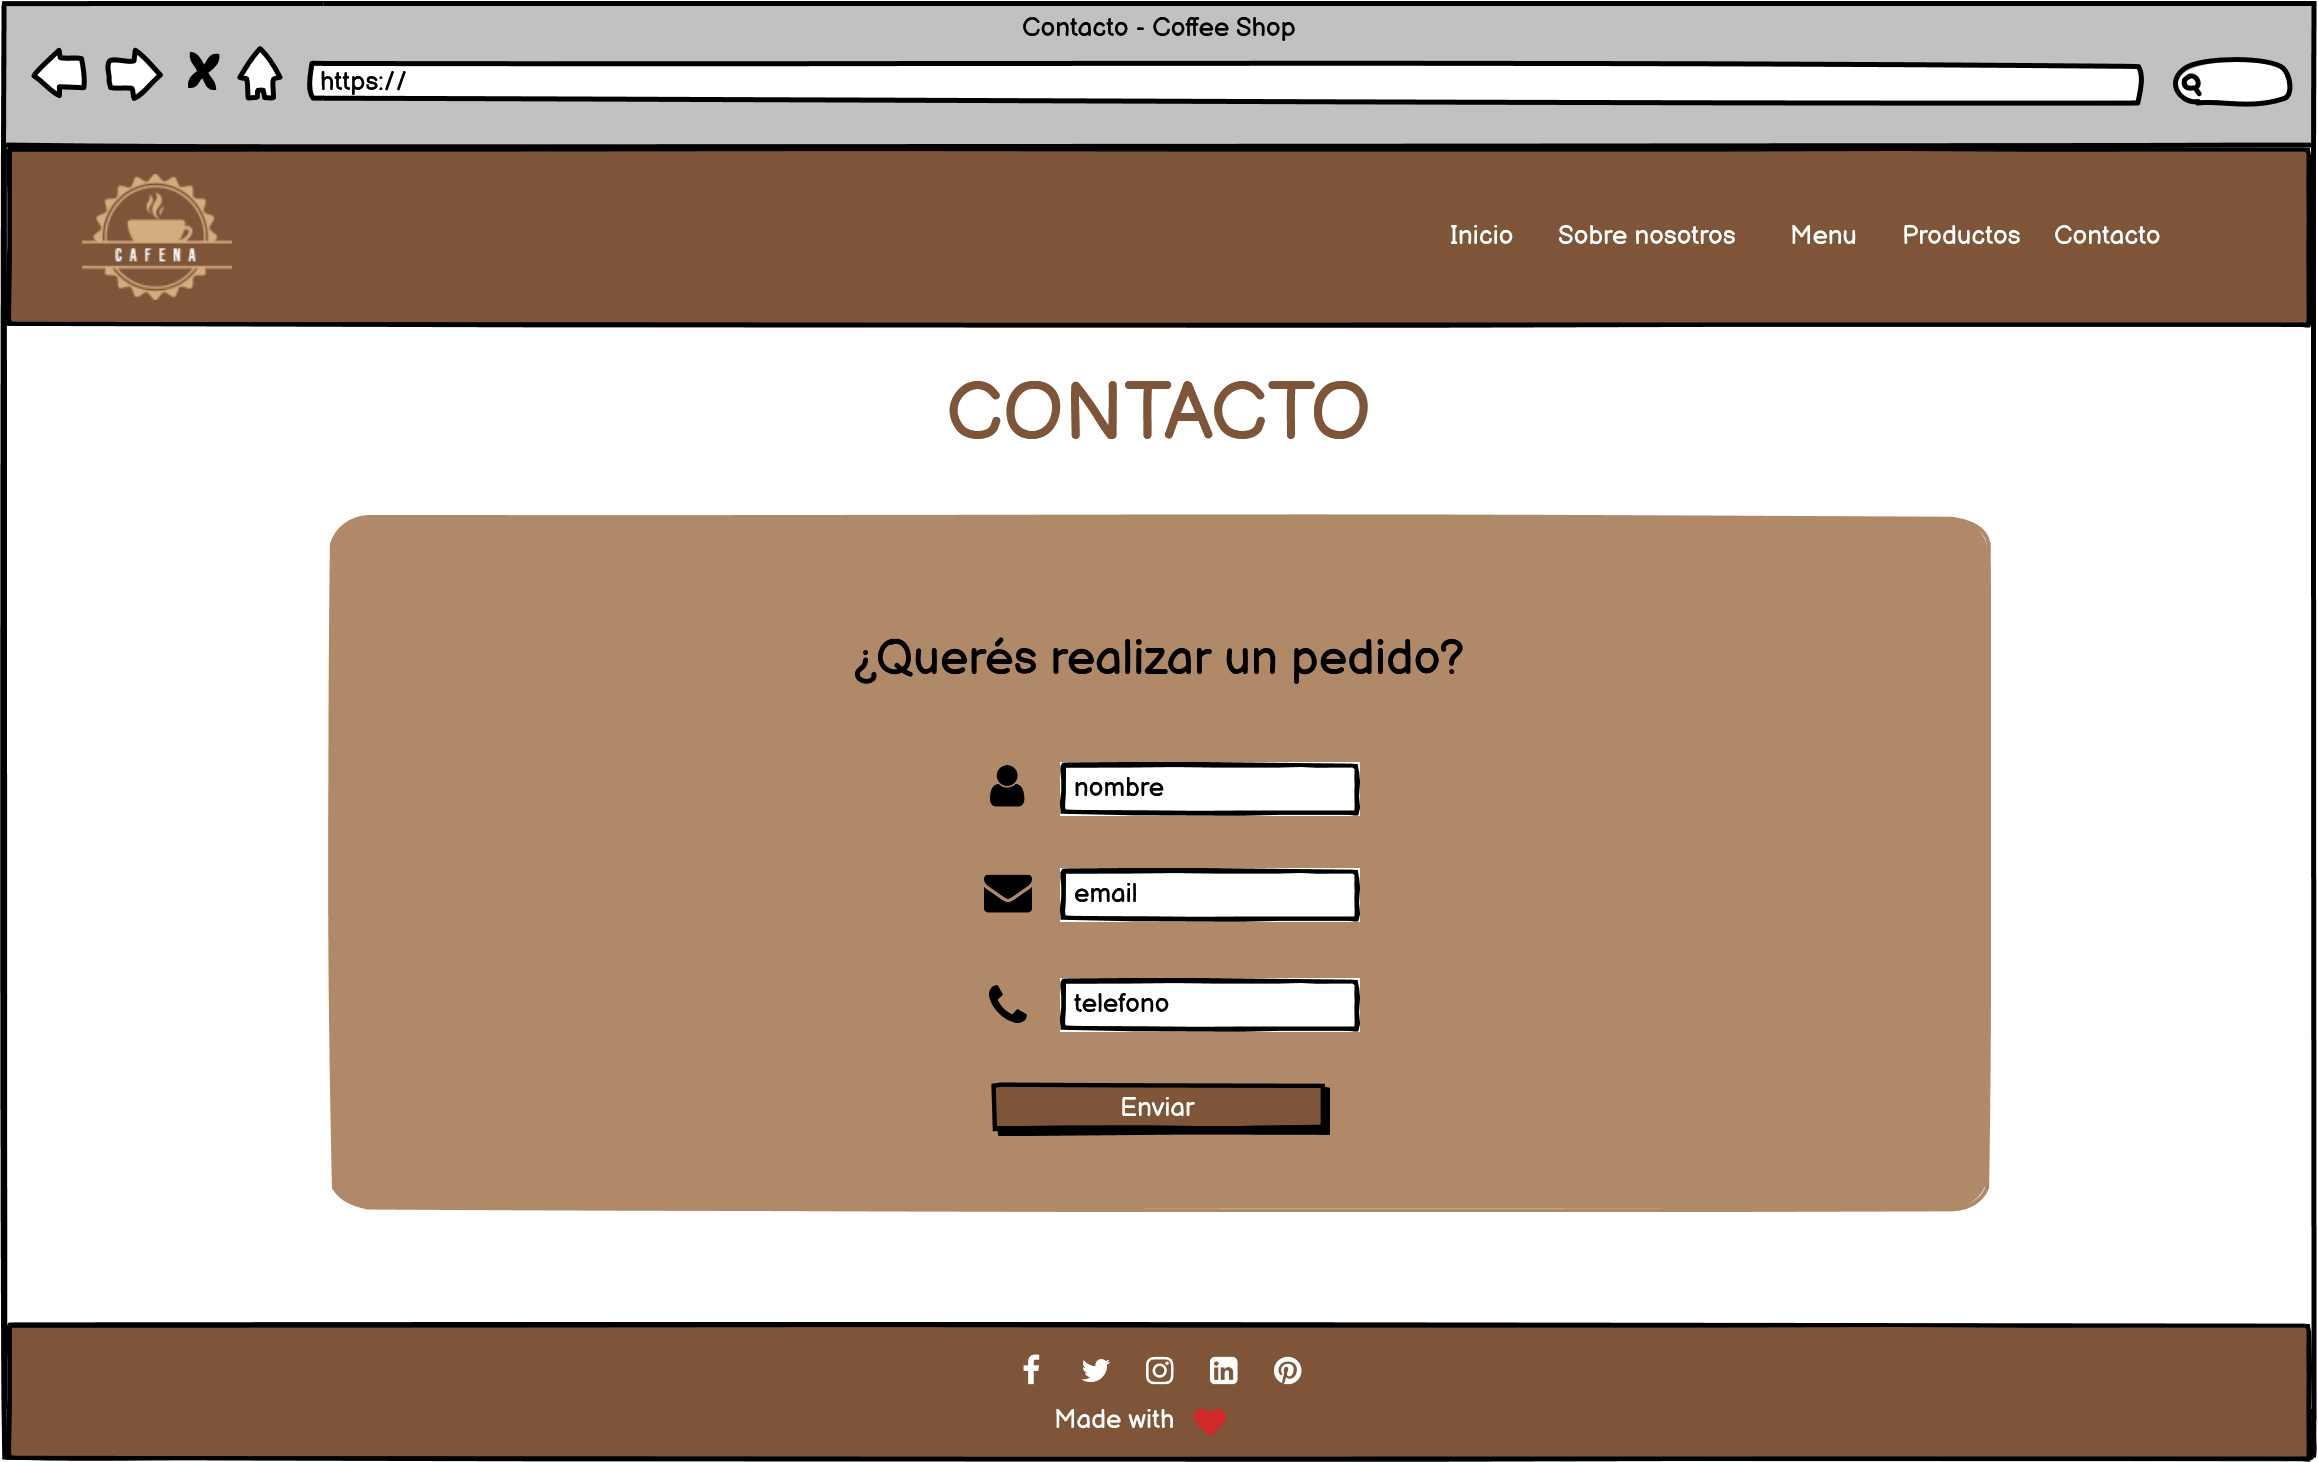 Contacto - Coffee Shop
https://
CAFENA
Inicio Sobre nosotros Menu Productos Contacto
CONTACTO
¿Querés realizar un pedido?
nombre
email
telefono
Enviar
Made with